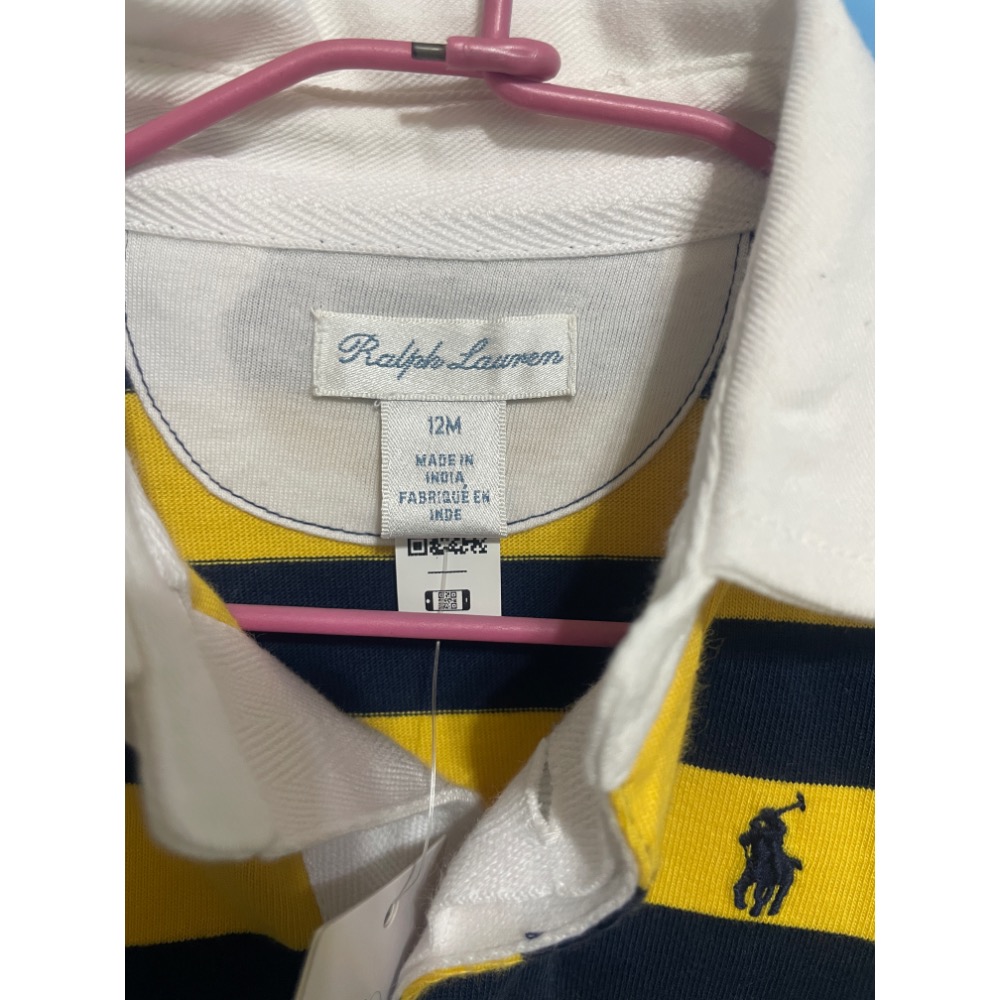 Ralph Lauren
12M
MADE IN
INDIA
FABRIQUÉ EN
INDE